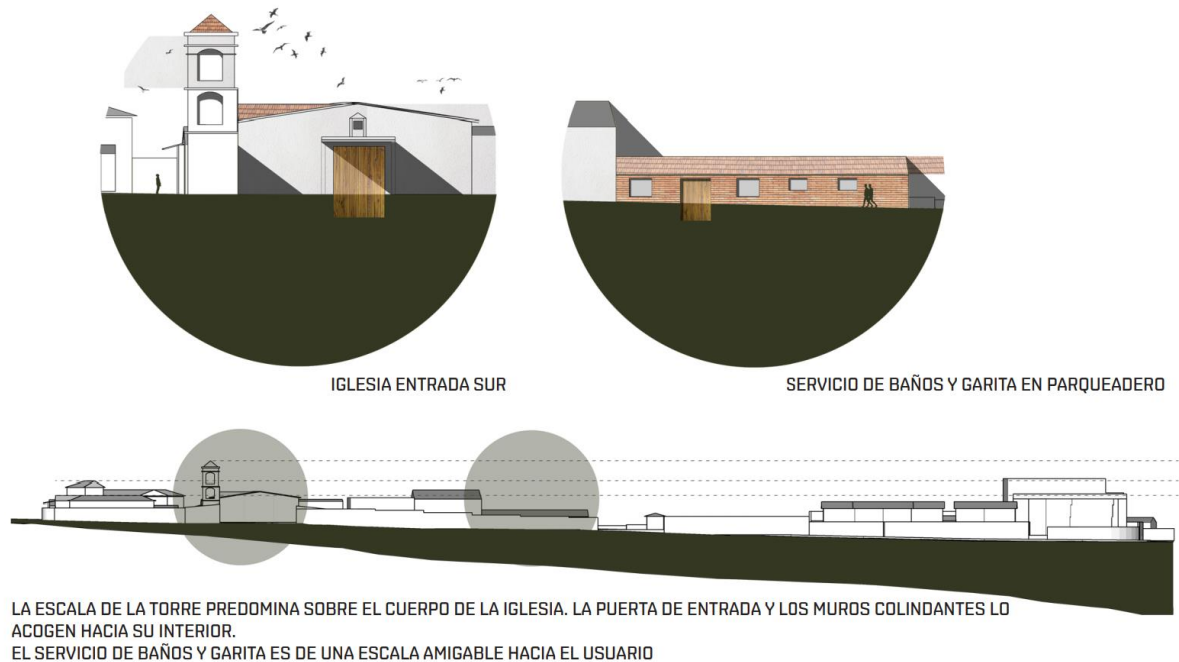 IGLESIA ENTRADA SUR
SERVICIO DE BAÑOS Y GARITA EN PARQUEADERO
LA ESCALA DE LA TORRE PREDOMINA SOBRE EL CUERPO DE LA IGLESIA. LA PUERTA DE ENTRADA Y LOS MUROS COLINDANTES LO
ACOGEN HACIA SU INTERIOR.
EL SERVICIO DE BAÑOS Y GARITA ES DE UNA ESCALA AMIGABLE HACIA EL USUARIO